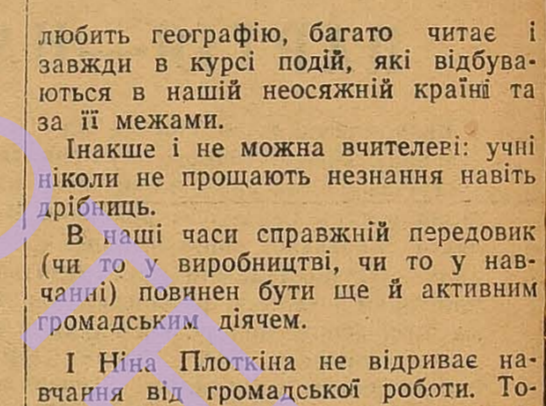 любить географію, багато читає і
завжди в курсі подій, які відбува-
ються в нашій неосяжній країні та
за її межами.
Інакше і не можна вчителеві: учні
ніколи не прощають незнання навіть
дрібниць.
В наші часи справжній передовик
(чи то у виробництві, чи то у нав-
чанні) повинен бути ще й активним
громадським діячем.
І Ніна Плоткіна не відриває на-
вчання від громадської роботи. То-